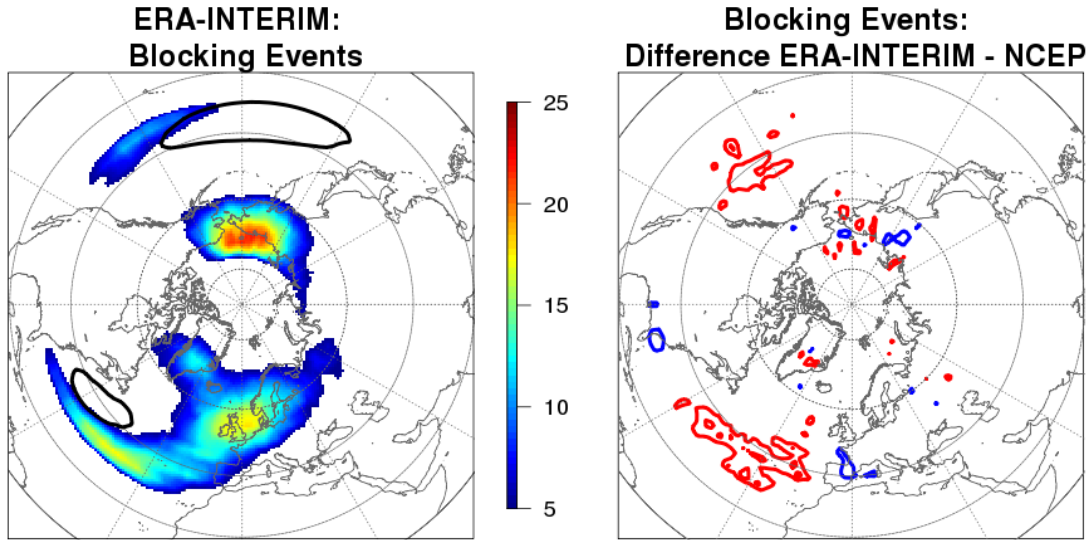 ERA-INTERIM:
Blocking Events
25
20
15
10
5
Blocking Events:
Difference ERA-INTERIM - NCEP